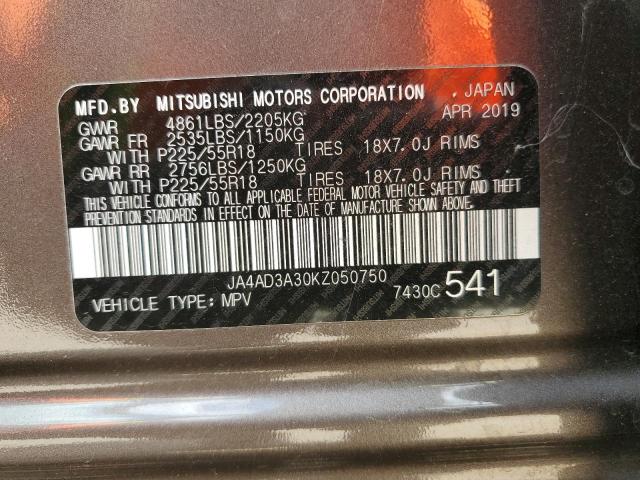 MFD.BY MITSUBISHI MOTORS CORPORATION JAPAN
GVWR 4861LBS/2205KG APR 2019
GAWR FR 2535LBS/1150KG
WITH P225/55R18 TIRES 18X7.0J RIMS
GAWR RR 2756LBS/1250KG
WITH P225/55R18 TIRES 18X7.0J RIMS
THIS VEHICLE CONFORMS TO ALL APPLICABLE FEDERAL MOTOR VEHICLE SAFETY AND THEFT
PREVENTION STANDARDS IN EFFECT ON THE DATE OF MANUFACTURE SHOWN ABOVE.
JA4AD3A30KZ050750
VEHICLE TYPE: MPV 7430C 541